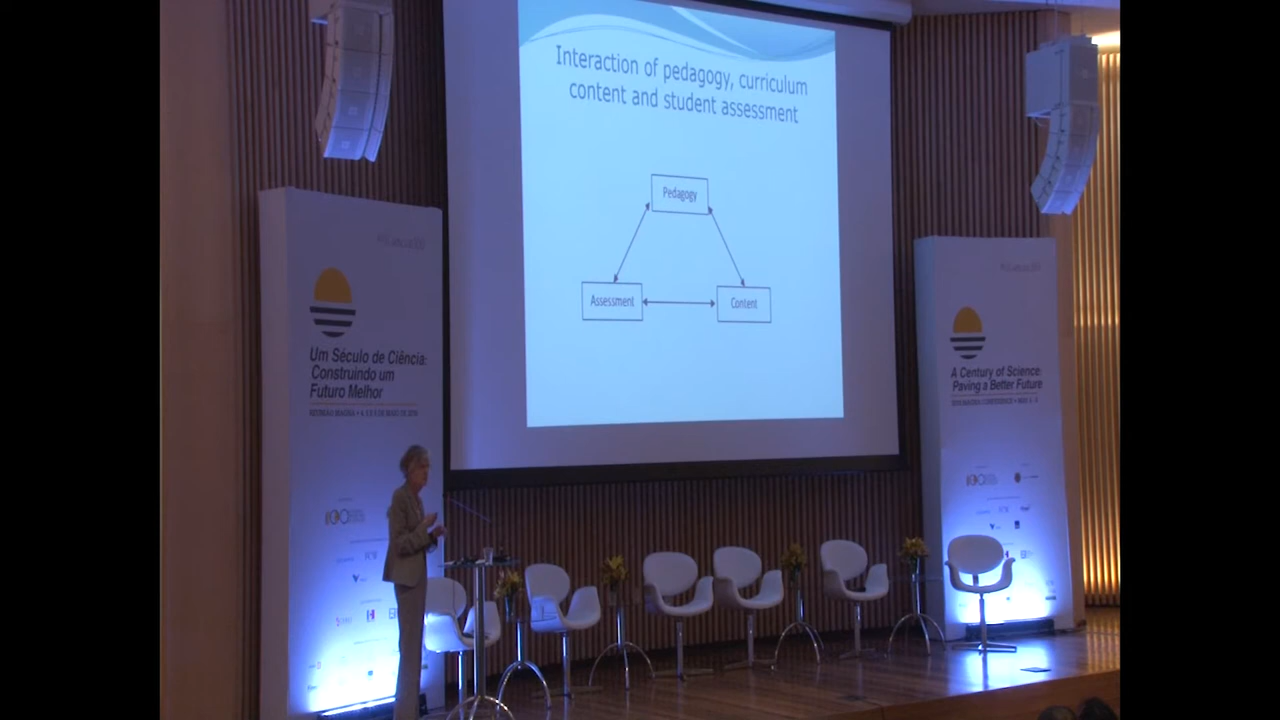 Interaction of pedagogy, curriculum
content and student assessment
Pedagogy
Assessment
Content
Um Século de Ciência:
Construindo um
Futuro Melhor
A Century of Science:
Paving a Better Future